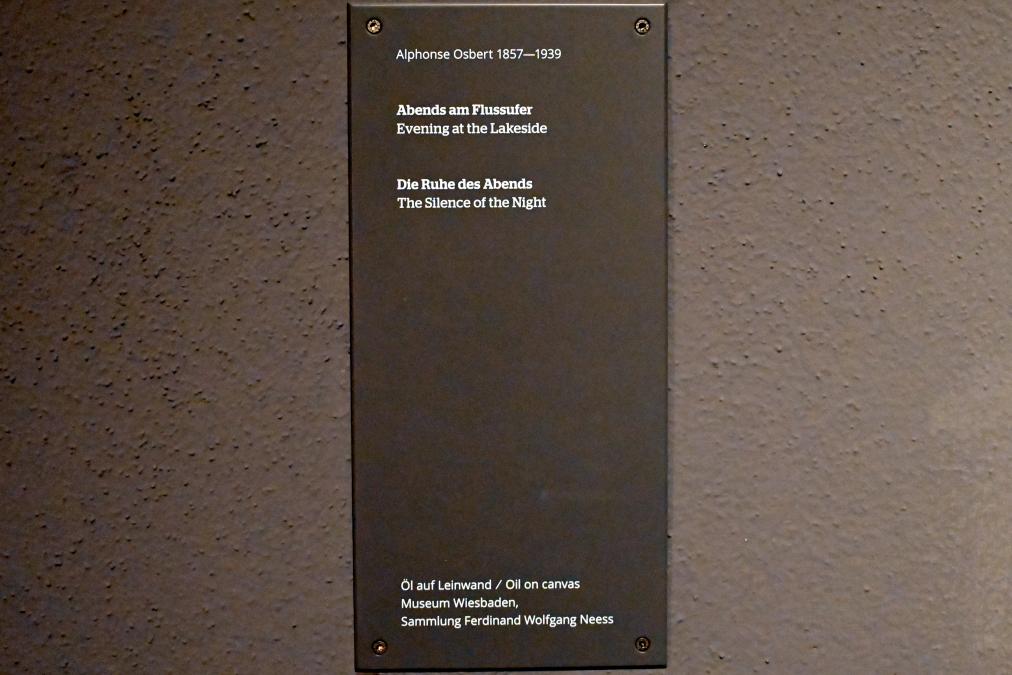 Alphonse Osbert 1857—1939
Abends am Flussufer
Evening at the Lakeside
Die Ruhe des Abends
The Silence of the Night
Öl auf Leinwand / Oil on canvas
Museum Wiesbaden,
Sammlung Ferdinand Wolfgang Neess